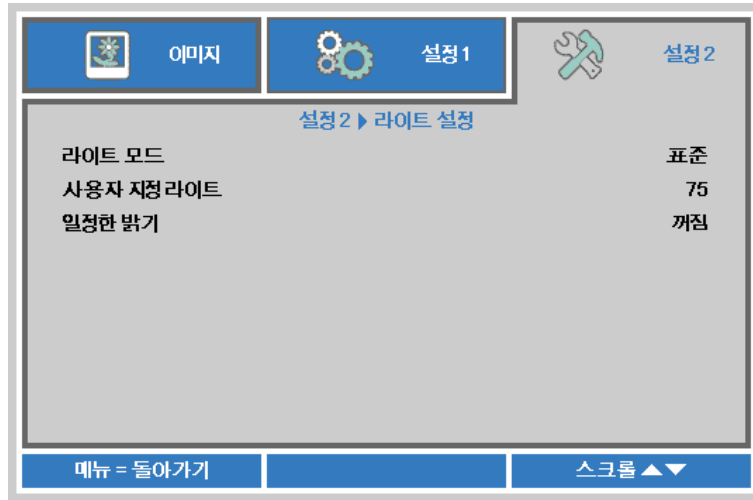 이미지
설정 1
설정 2
설정 2 ▶ 라이트 설정
라이트 모드 표준
사용자 지정 라이트 75
일정한 밝기 꺼짐
메뉴 = 돌아가기
스크롤 ▲▼